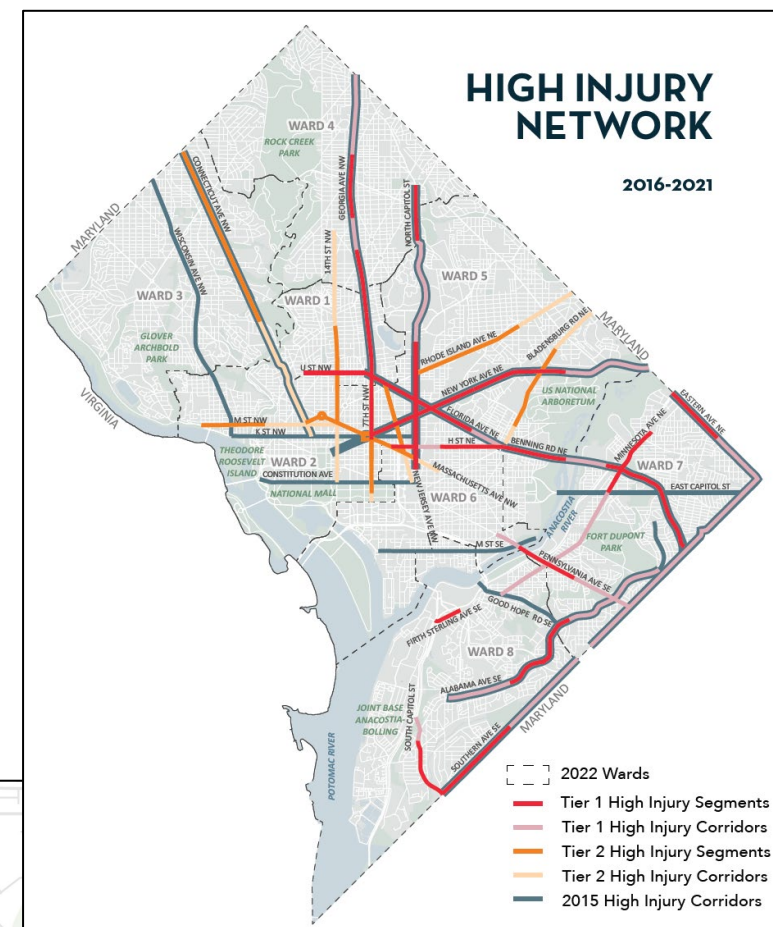 HIGH INJURY
NETWORK
2016-2021
WARD 4
ROCK CREEK
PARK
GEORGIA AVE NW
CONNECTICUT AVE NW
MARYLAND
WISCONSIN AVE NW
NORTH CAPITOL ST
14TH ST NW
WARD 5
WARD 3
WARD 1
GLOVER
ARCHBOLD
PARK
RHODE ISLAND AVE NE
BLADENSBURG RD NE
MARYLAND
U ST NW
NEW YORK AVE NE
US NATIONAL
ARBORETUM
EASTERN AVE NE
VIRGINIA
7TH ST NW
FLORIDA AVE NE
MINNESOTA AVE NE
M ST NW
K ST NW
H ST NE
BENNING RD NE
THEODORE
ROOSEVELT
ISLAND
WARD 2
MASSACHUSETTS AVE NW
WARD 7
CONSTITUTION AVE
NATIONAL MALL
NEW JERSEY AVE NW
WARD 6
EAST CAPITOL ST
ANACOSTIA
RIVER
FORT DUPONT
PARK
M ST SE
PENNSYLVANIA AVE SE
GOOD HOPE RD SE
FIRTH STERLING AVE SE
WARD 8
ALABAMA AVE SE
JOINT BASE
ANACOSTIA-
BOLLING
SOUTH CAPITOL ST
MARYLAND
SOUTHERN AVE SE
POTOMAC RIVER
2022 Wards
Tier 1 High Injury Segments
Tier 1 High Injury Corridors
Tier 2 High Injury Segments
Tier 2 High Injury Corridors
2015 High Injury Corridors